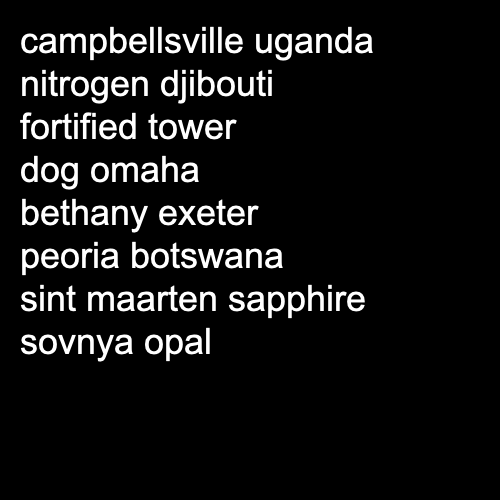 campbellsville uganda
nitrogen djibouti
fortified tower
dog omaha
bethany exeter
peoria botswana
sint maarten sapphire
sovnya opal